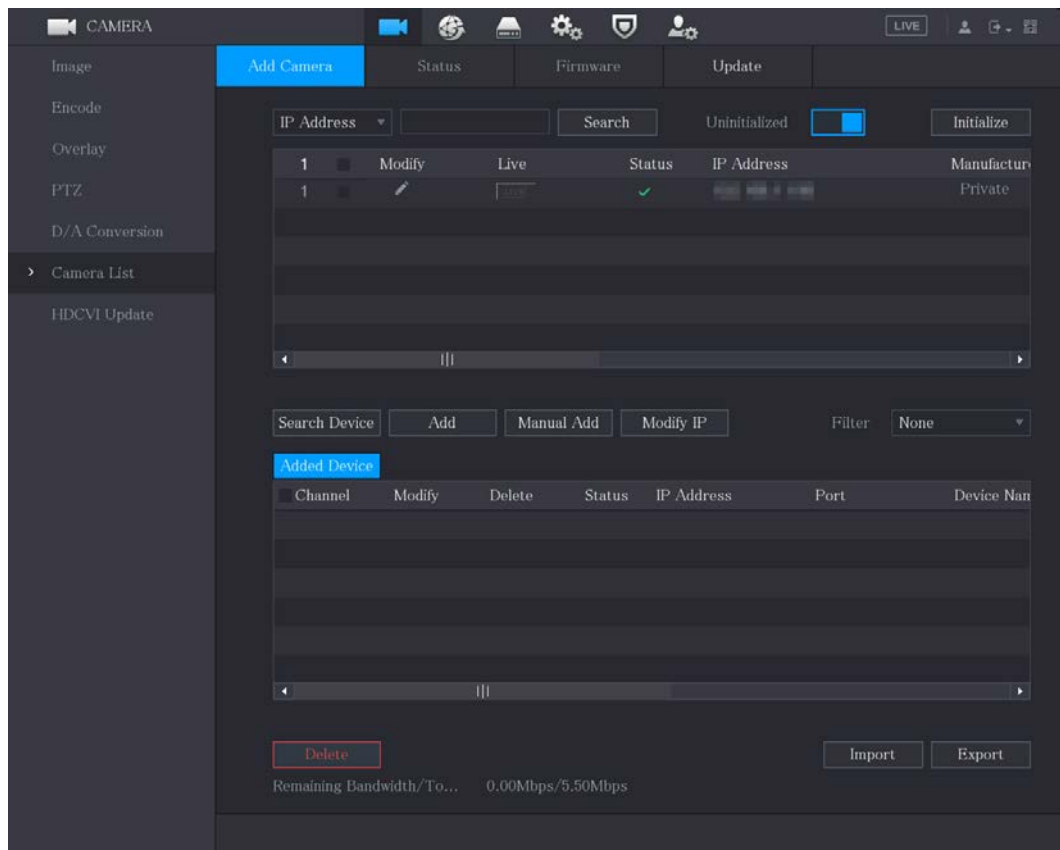 CAMERA LIVE
Image Add Camera Status Firmware Update
Encode
IP Address Search Uninitialized Initialize
Overlay
1 Modify Live Status IP Address Manufactur
PTZ
1 LIVE Private
D/A Conversion
Camera List
HDCVI Update
Search Device Add Manual Add Modify IP Filter None
Added Device
Channel Modify Delete Status IP Address Port Device Nam
Delete Import Export
Remaining Bandwidth/To... 0.00Mbps/5.50Mbps